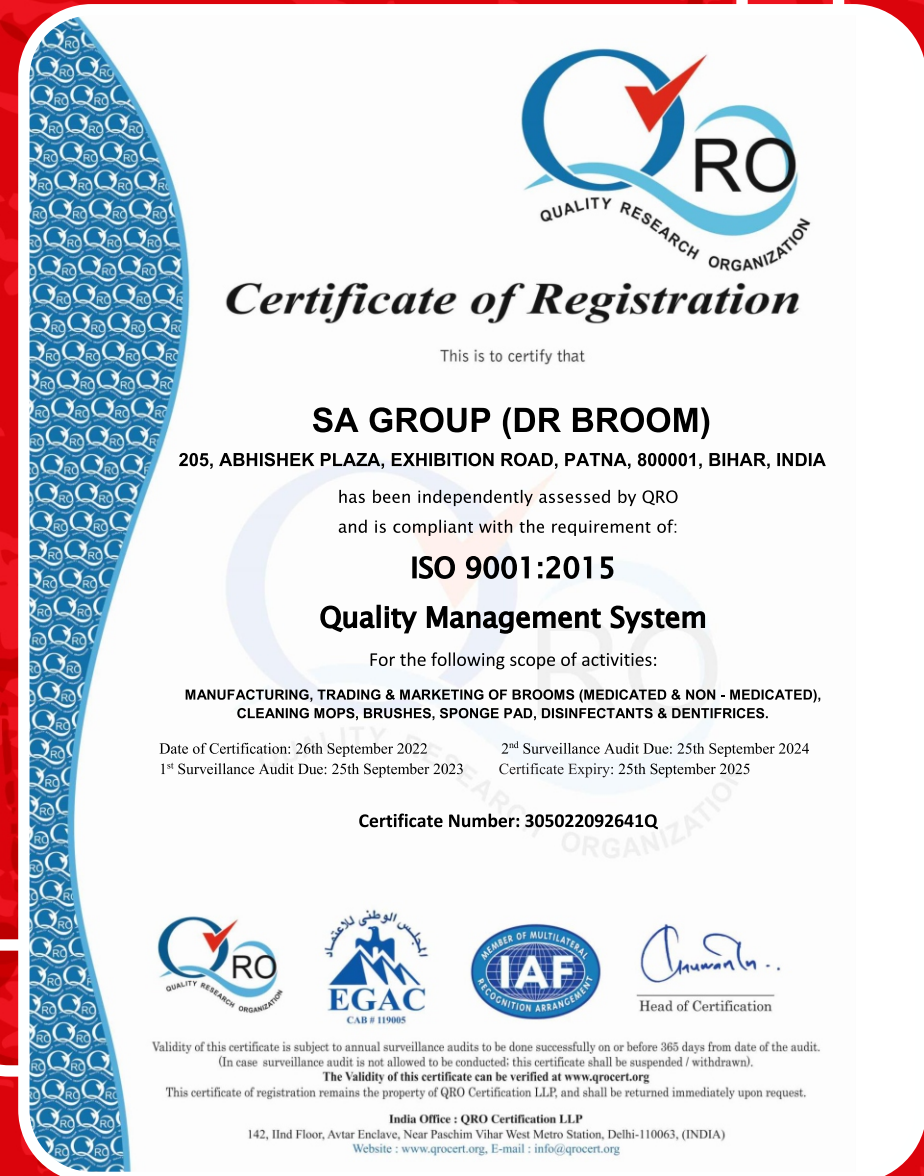 QRO
QUALITY RESEARCH ORGANIZATION
Certificate of Registration
This is to certify that
SA GROUP (DR BROOM)
205, ABHISHEK PLAZA, EXHIBITION ROAD, PATNA, 800001, BIHAR, INDIA
has been independently assessed by QRO
and is compliant with the requirement of:
ISO 9001:2015
Quality Management System
For the following scope of activities:
MANUFACTURING, TRADING & MARKETING OF BROOMS (MEDICATED & NON - MEDICATED),
CLEANING MOPS, BRUSHES, SPONGE PAD, DISINFECTANTS & DENTIFRICES.
Date of Certification: 26th September 2022 2nd Surveillance Audit Due: 25th September 2024
1st Surveillance Audit Due: 25th September 2023 Certificate Expiry: 25th September 2025
Certificate Number: 305022092641Q
QRO
QUALITY RESEARCH ORGANIZATION
المجلس الوطني للاعتماد
EGAC
CAB # 119005
MEMBER OF MULTILATERAL
IAF
RECOGNITION ARRANGEMENT
Head of Certification
Validity of this certificate is subject to annual surveillance audits to be done successfully on or before 365 days from date of the audit.
(In case surveillance audit is not allowed to be conducted; this certificate shall be suspended / withdrawn).
The Validity of this certificate can be verified at www.qrocert.org
This certificate of registration remains the property of QRO Certification LLP, and shall be returned immediately upon request.
India Office : QRO Certification LLP
142, IInd Floor, Avtar Enclave, Near Paschim Vihar West Metro Station, Delhi-110063, (INDIA)
Website : www.qrocert.org, E-mail : info@qrocert.org